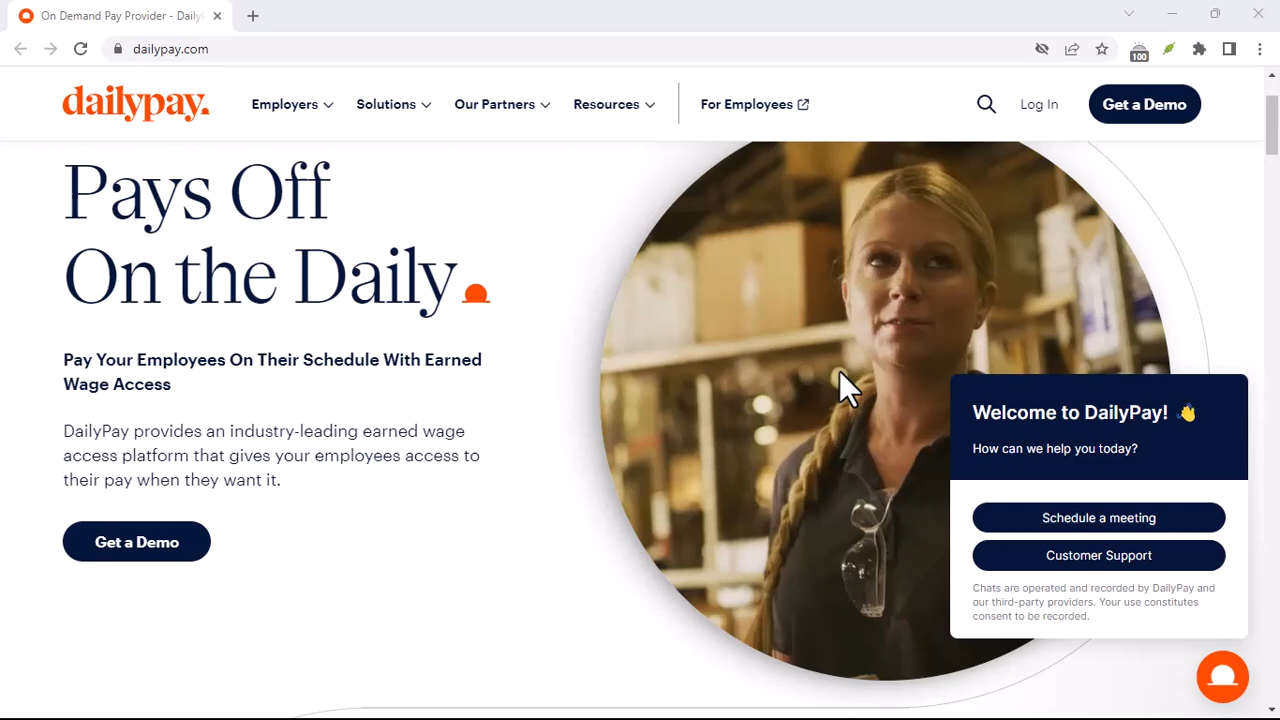 On Demand Pay Provider - Daily
dailypay.com
100
dailypay.
Employers
Solutions
Our Partners
Resources
For Employees
Log In
Get a Demo
Pays Off
On the Daily
Pay Your Employees On Their Schedule With Earned
Wage Access
DailyPay provides an industry-leading earned wage
access platform that gives your employees access to
their pay when they want it.
Get a Demo
Welcome to DailyPay! 👋
How can we help you today?
Schedule a meeting
Customer Support
Chats are operated and recorded by DailyPay and
our third-party providers. Your use constitutes
consent to be recorded.